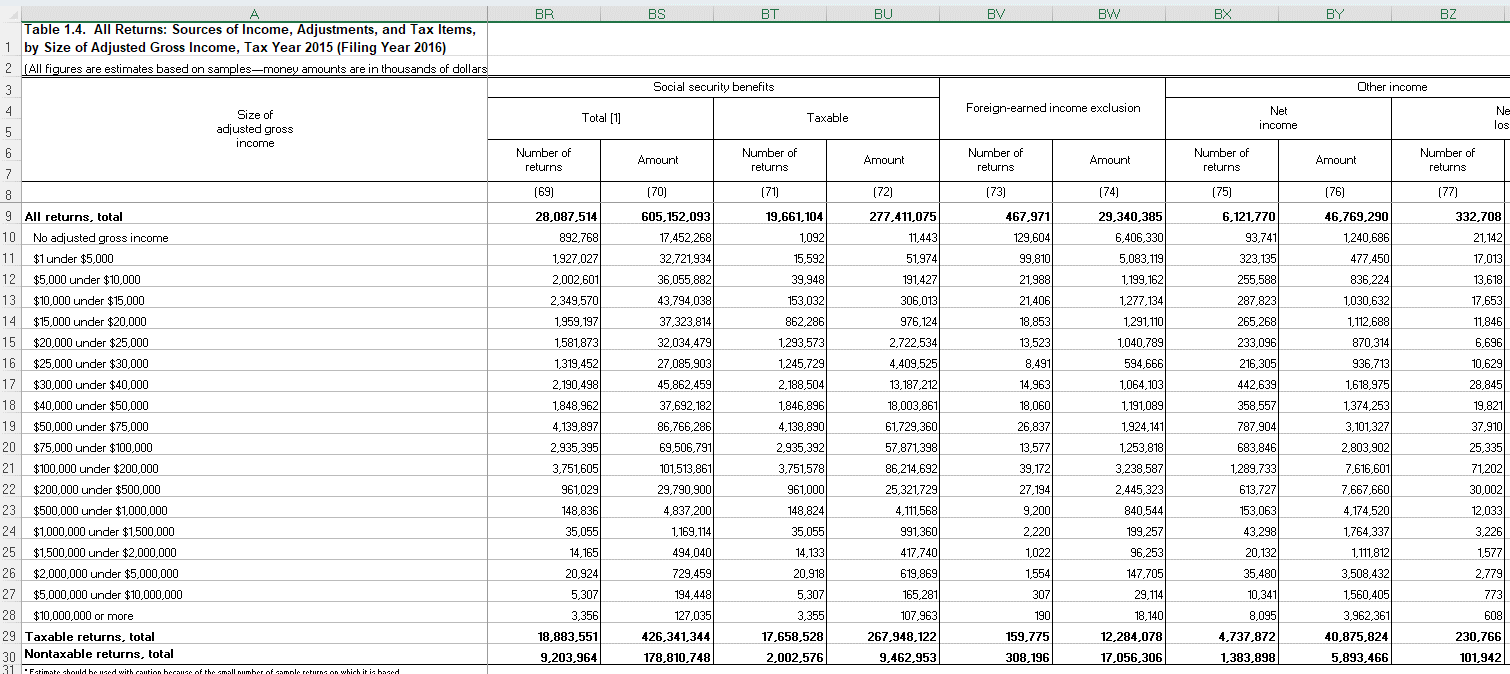 A BR BS BT BU BV BW BX BY BZ
Table 1.4. All Returns: Sources of Income, Adjustments, and Tax Items,
1 by Size of Adjusted Gross Income, Tax Year 2015 (Filing Year 2016)
2 (All figures are estimates based on samples—money amounts are in thousands of dollars
3 Social security benefits Other income
4 Size of adjusted gross income Total [1] Taxable Foreign-earned income exclusion Net income Ne
5 los
6 Number of returns Amount Number of returns Amount Number of returns Amount Number of returns Amount Number of returns
7
8 (69) (70) (71) (72) (73) (74) (75) (76) (77)
9 All returns, total 28,087,514 605,152,093 19,661,104 277,411,075 467,971 29,340,385 6,121,770 46,769,290 332,708
10 No adjusted gross income 892,768 17,452,268 1,092 11,443 129,604 6,406,330 93,741 1,240,686 21,142
11 $1 under $5,000 1,927,027 32,721,934 15,592 51,974 99,810 5,083,119 323,135 477,450 17,013
12 $5,000 under $10,000 2,002,601 36,055,882 39,948 191,427 21,988 1,199,162 255,588 836,224 13,618
13 $10,000 under $15,000 2,349,570 43,794,038 153,032 306,013 21,406 1,277,134 287,823 1,030,632 17,653
14 $15,000 under $20,000 1,959,197 37,323,814 862,286 976,124 18,853 1,291,110 265,268 1,112,688 11,846
15 $20,000 under $25,000 1,581,873 32,034,479 1,293,573 2,722,534 13,523 1,040,789 233,096 870,314 6,696
16 $25,000 under $30,000 1,319,452 27,085,903 1,245,729 4,409,525 8,491 594,666 216,305 936,713 10,629
17 $30,000 under $40,000 2,190,498 45,862,459 2,188,504 13,187,212 14,963 1,064,103 442,639 1,618,975 28,845
18 $40,000 under $50,000 1,848,962 37,692,182 1,846,896 18,003,861 18,060 1,191,089 358,557 1,374,253 19,821
19 $50,000 under $75,000 4,139,897 86,766,286 4,138,890 61,729,360 26,837 1,924,141 787,904 3,101,327 37,910
20 $75,000 under $100,000 2,935,395 69,506,791 2,935,392 57,871,398 13,577 1,253,818 683,846 2,803,902 25,335
21 $100,000 under $200,000 3,751,605 101,513,861 3,751,578 86,214,692 39,172 3,238,587 1,289,733 7,616,601 71,202
22 $200,000 under $500,000 961,029 29,790,900 961,000 25,321,729 27,194 2,445,323 613,727 7,667,660 30,002
23 $500,000 under $1,000,000 148,836 4,837,200 148,824 4,111,568 9,200 840,544 153,063 4,174,520 12,033
24 $1,000,000 under $1,500,000 35,055 1,169,114 35,055 991,360 2,220 199,257 43,298 1,764,337 3,226
25 $1,500,000 under $2,000,000 14,165 494,040 14,133 417,740 1,022 96,253 20,132 1,111,812 1,577
26 $2,000,000 under $5,000,000 20,924 729,459 20,918 619,869 1,554 147,705 35,480 3,508,432 2,779
27 $5,000,000 under $10,000,000 5,307 194,448 5,307 165,281 307 29,114 10,341 1,560,405 773
28 $10,000,000 or more 3,356 127,035 3,355 107,963 190 18,140 8,095 3,962,361 608
29 Taxable returns, total 18,883,551 426,341,344 17,658,528 267,948,122 159,775 12,284,078 4,737,872 40,875,824 230,766
30 Nontaxable returns, total 9,203,964 178,810,748 2,002,576 9,462,953 308,196 17,056,306 1,383,898 5,893,466 101,942
31 * Estimate should be used with caution because of the small number of sample returns on which it is based.